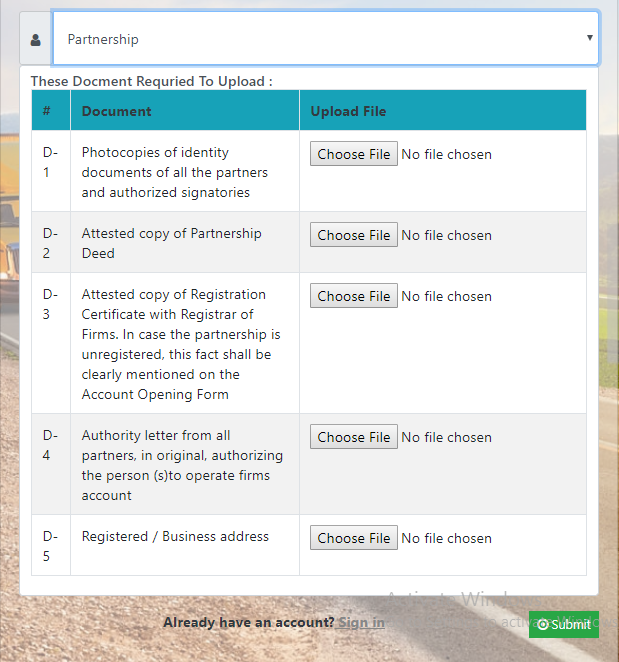 Partnership
These Docment Requried To Upload :
# Document Upload File
D-
1
Photocopies of identity
documents of all the partners
and authorized signatories
Choose File No file chosen
D-
2
Attested copy of Partnership
Deed
Choose File No file chosen
D-
3
Attested copy of Registration
Certificate with Registrar of
Firms. In case the partnership is
unregistered, this fact shall be
clearly mentioned on the
Account Opening Form
Choose File No file chosen
D-
4
Authority letter from all
partners, in original, authorizing
the person (s)to operate firms
account
Choose File No file chosen
D-
5
Registered / Business address
Choose File No file chosen
Already have an account? Sign in
Submit